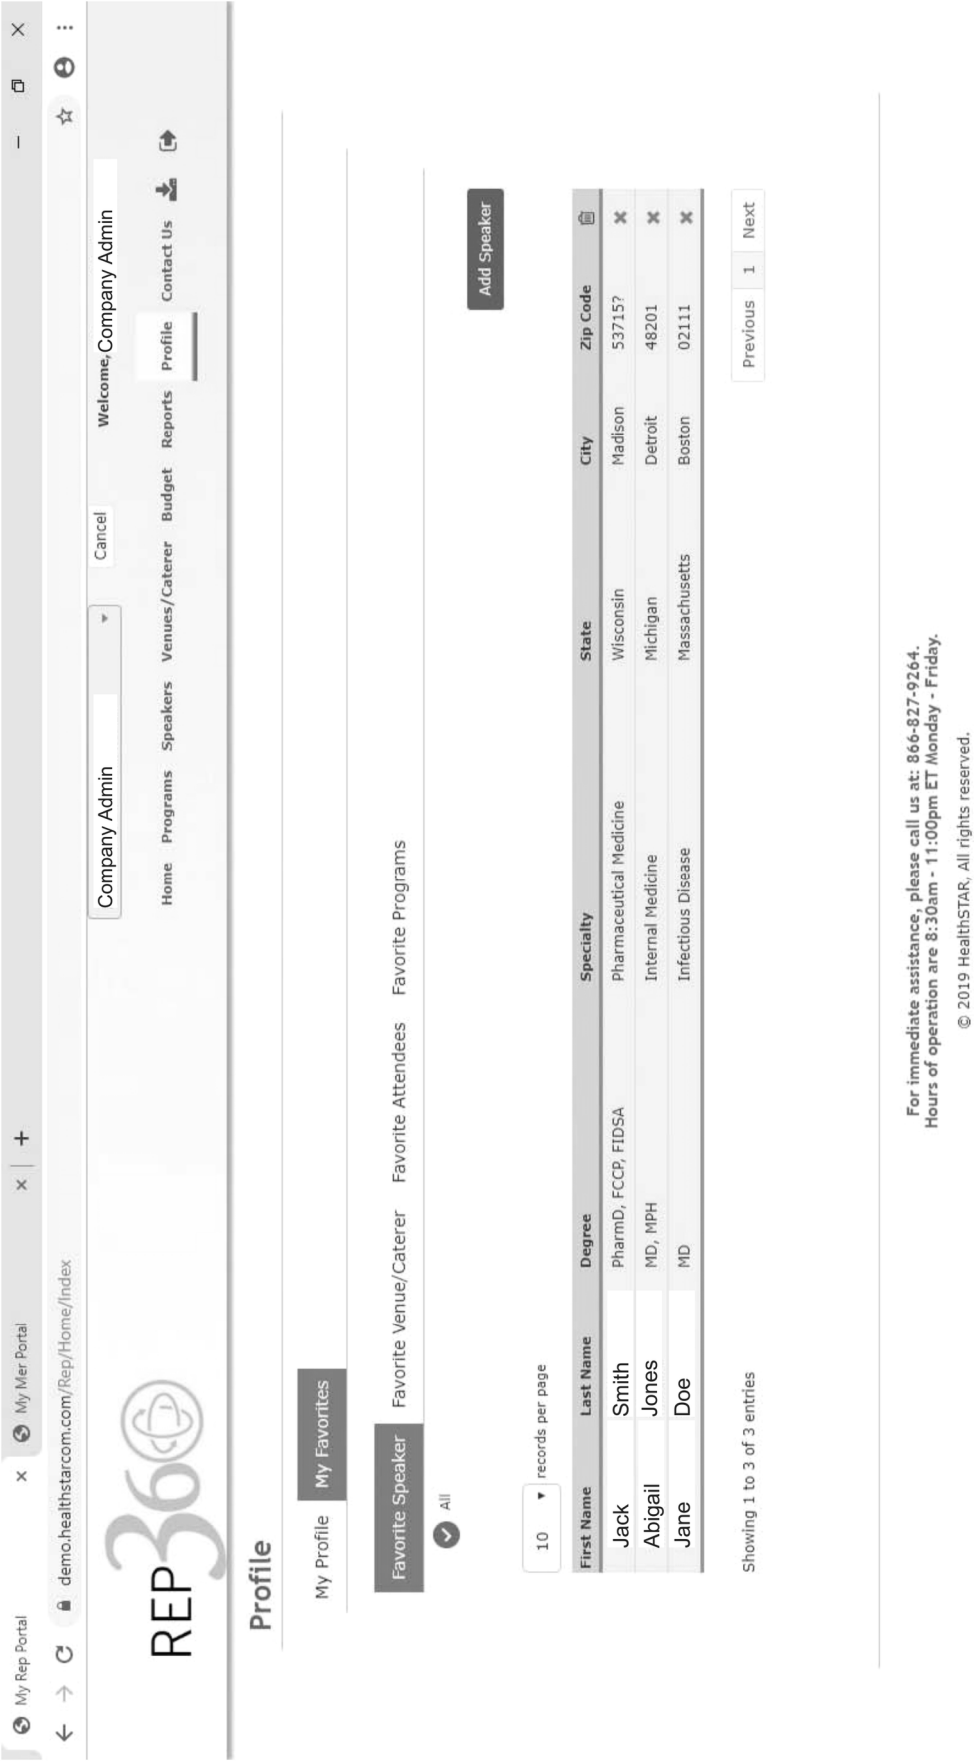 My Rep Portal
My Mer Portal
demo.healthstarcom.com/Rep/Home/Index
REP360
Company Admin
Cancel
Welcome, Company Admin
Home Programs Speakers Venues/Caterer Budget Reports Profile Contact Us
Profile
My Profile My Favorites
Favorite Speaker Favorite Venue/Caterer Favorite Attendees Favorite Programs
All
Add Speaker
10 records per page
First Name Last Name Degree Specialty State City Zip Code
Jack Smith PharmD, FCCP, FIDSA Pharmaceutical Medicine Wisconsin Madison 53715?
Abigail Jones MD, MPH Internal Medicine Michigan Detroit 48201
Jane Doe MD Infectious Disease Massachusetts Boston 02111
Showing 1 to 3 of 3 entries
Previous 1 Next
For immediate assistance, please call us at: 866-827-9264.
Hours of operation are 8:30am - 11:00pm ET Monday - Friday.
© 2019 HealthSTAR, All rights reserved.